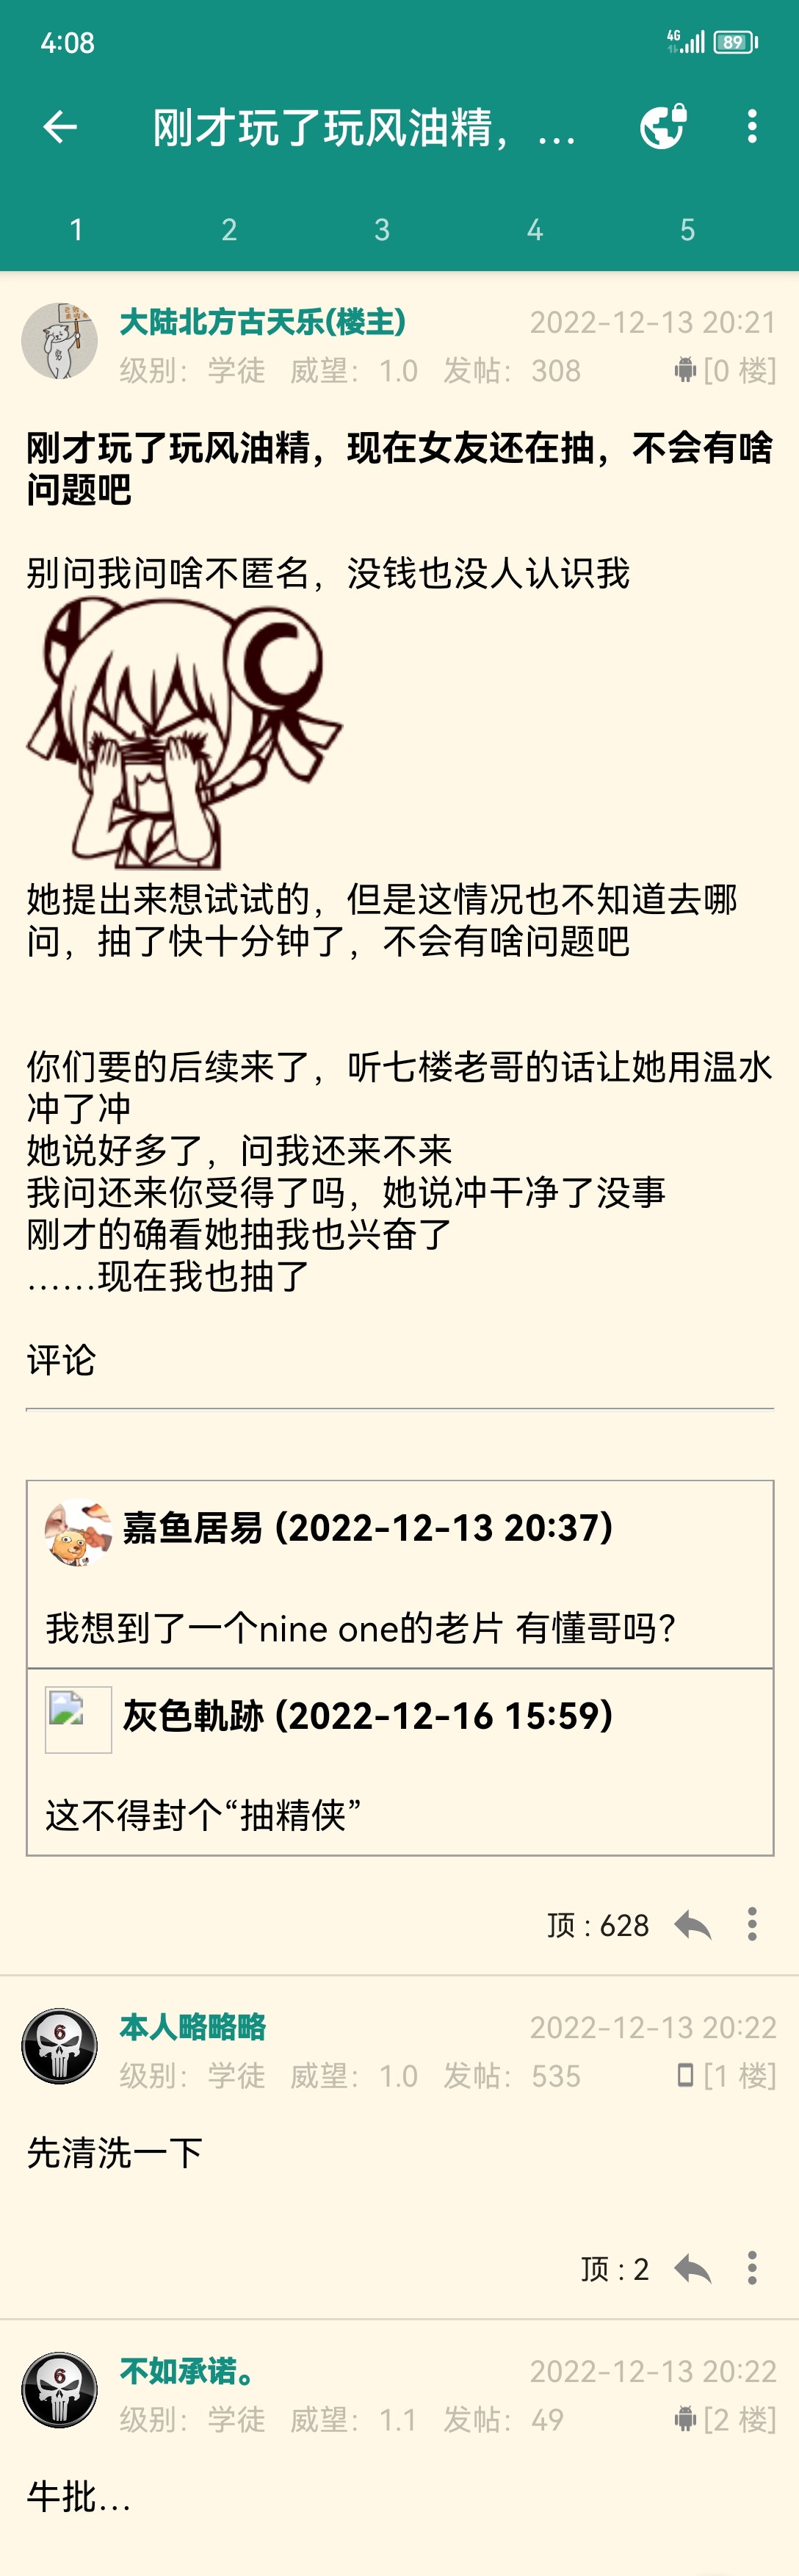 4:08
4G
89
刚才玩了玩风油精，...
1 2 3 4 5
大陆北方古天乐(楼主) 2022-12-13 20:21
级别：学徒 威望：1.0 发帖：308 [0 楼]
刚才玩了玩风油精，现在女友还在抽，不会有啥
问题吧
别问我问啥不匿名，没钱也没人认识我
她提出来想试试的，但是这情况也不知道去哪
问，抽了快十分钟了，不会有啥问题吧
你们要的后续来了，听七楼老哥的话让她用温水
冲了冲
她说好多了，问我还来不来
我问还来你受得了吗，她说冲干净了没事
刚才的确看她抽我也兴奋了
……现在我也抽了
评论
嘉鱼居易 (2022-12-13 20:37)
我想到了一个nine one的老片 有懂哥吗？
灰色軌跡 (2022-12-16 15:59)
这不得封个“抽精侠”
顶 : 628
本人略略略 2022-12-13 20:22
级别：学徒 威望：1.0 发帖：535 [1 楼]
先清洗一下
顶 : 2
不如承诺。 2022-12-13 20:22
级别：学徒 威望：1.1 发帖：49 [2 楼]
牛批...